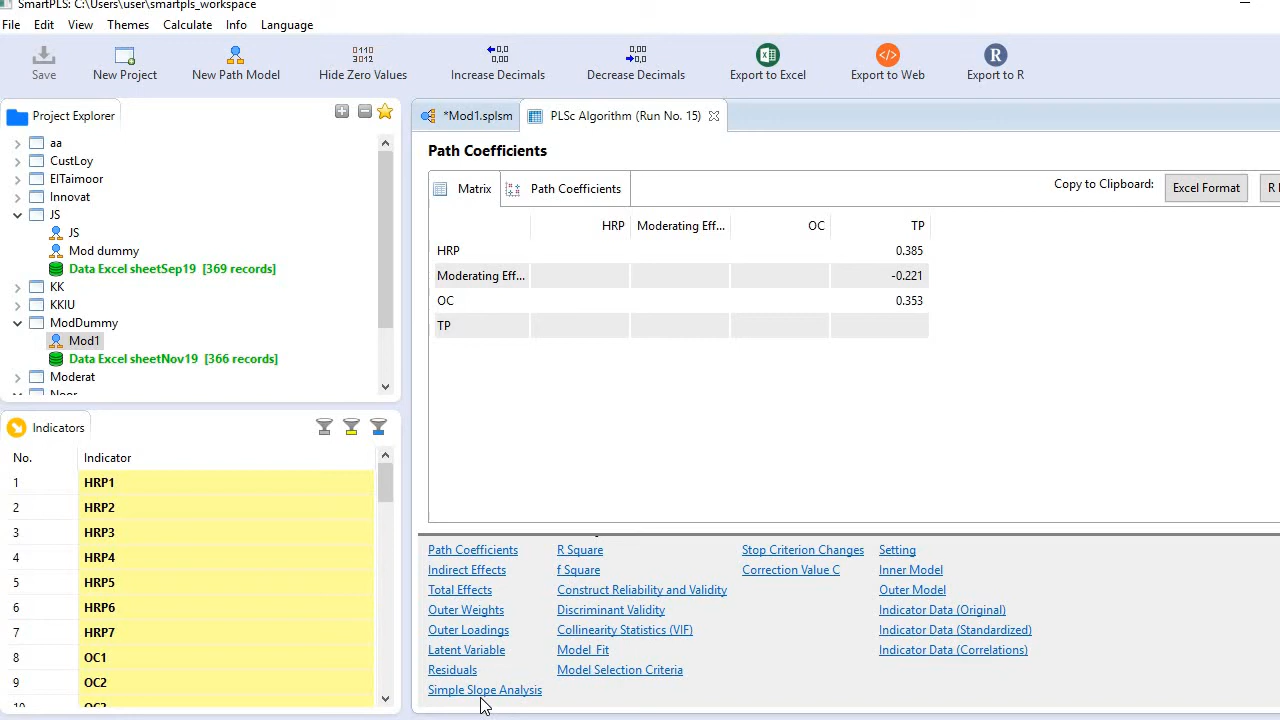 SmartPLS: C:\Users\user\smartpls_workspace
File Edit View Themes Calculate Info Language
Save New Project New Path Model Hide Zero Values Increase Decimals Decrease Decimals Export to Excel Export to Web Export to R
Project Explorer
aa
CustLoy
ElTaimoor
Innovat
JS
JS
Mod dummy
Data Excel sheetSep19 [369 records]
KK
KKIU
ModDummy
Mod1
Data Excel sheetNov19 [366 records]
Moderat
Noor
Indicators
No. Indicator
1 HRP1
2 HRP2
3 HRP3
4 HRP4
5 HRP5
6 HRP6
7 HRP7
8 OC1
9 OC2
10 OC3
*Mod1.splsm PLSc Algorithm (Run No. 15)
Path Coefficients
Matrix Path Coefficients Copy to Clipboard: Excel Format R
HRP Moderating Eff... OC TP
HRP 0.385
Moderating Eff... -0.221
OC 0.353
TP
Path Coefficients R Square Stop Criterion Changes Setting
Indirect Effects f Square Correction Value C Inner Model
Total Effects Construct Reliability and Validity Outer Model
Outer Weights Discriminant Validity Indicator Data (Original)
Outer Loadings Collinearity Statistics (VIF) Indicator Data (Standardized)
Latent Variable Model_Fit Indicator Data (Correlations)
Residuals Model Selection Criteria
Simple Slope Analysis